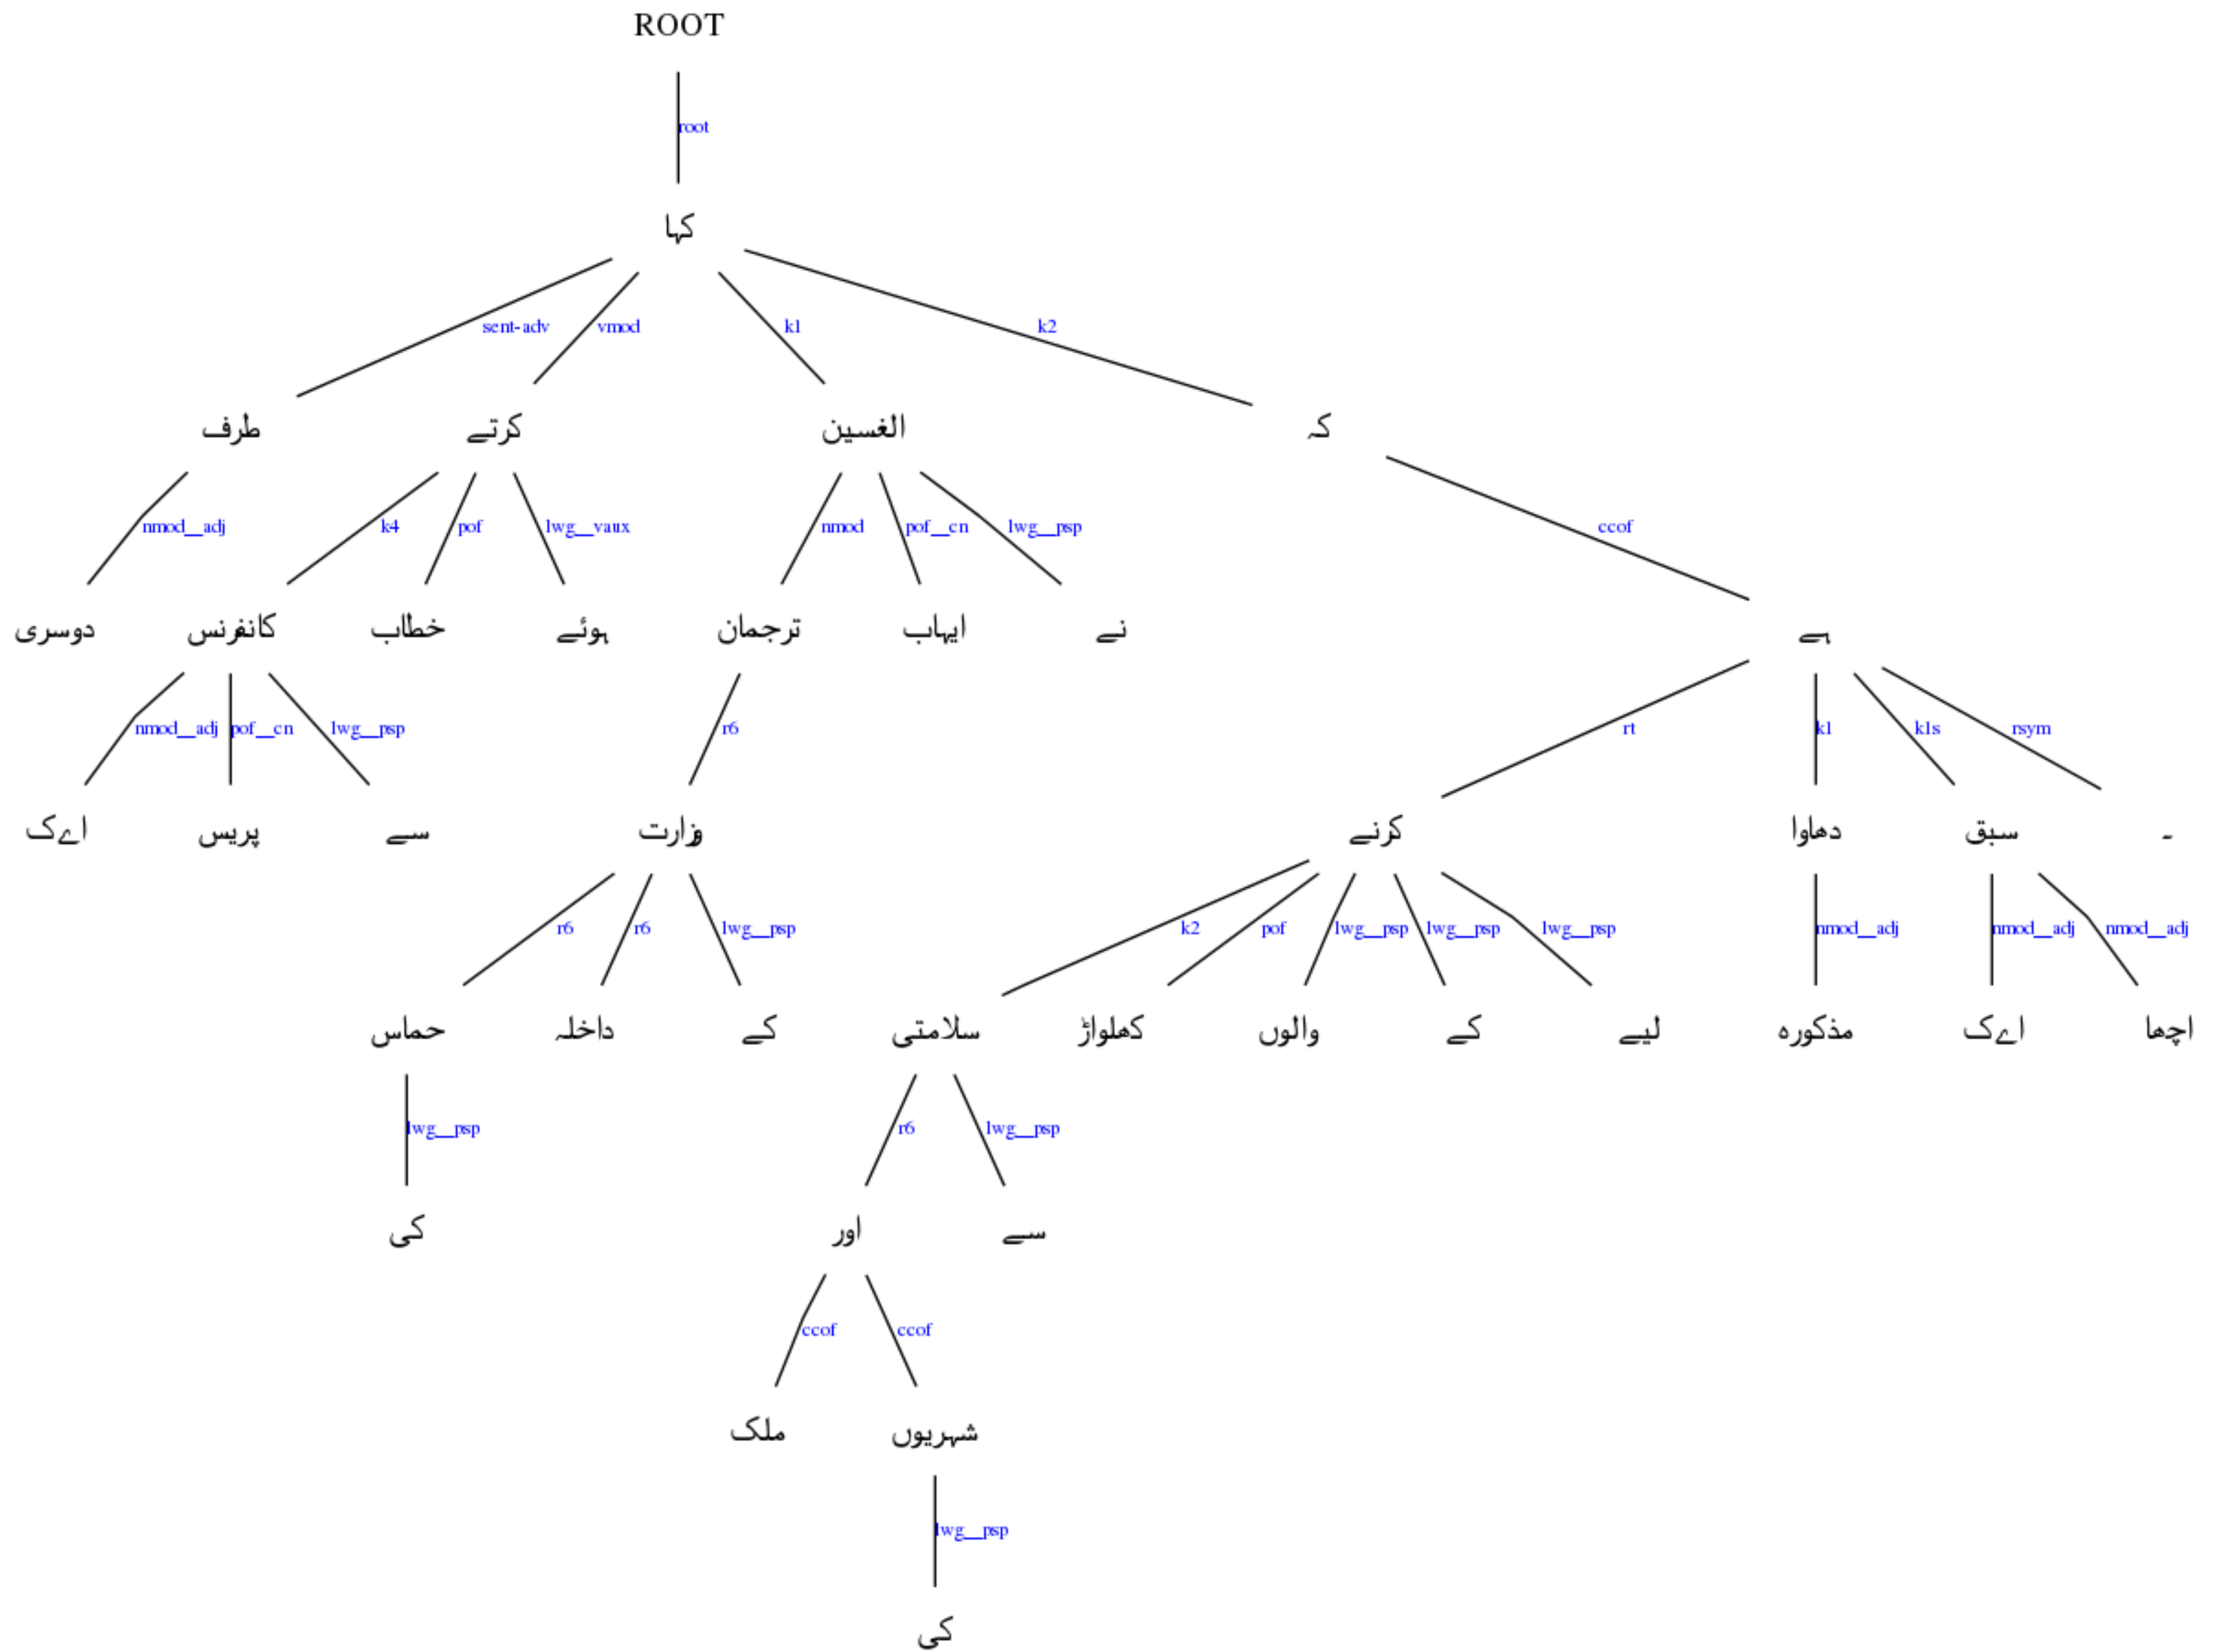 ROOT
root
کہا
sent-adv vmod k1 k2
طرف کرتے الغسین کہ
nmod__adj k4 pof lwg__vaux nmod pof__cn lwg__psp ccof
دوسری کانفرنس خطاب ہوئے ترجمان ایہاب نے ہے
nmod__adj pof__cn lwg__psp r6 rt k1 k1s rsym
اےک پریس سے وزارت کرنے دھاوا سبق ۔
r6 r6 lwg__psp k2 pof lwg__psp lwg__psp lwg__psp nmod__adj nmod__adj nmod__adj
حماس داخلہ کے سلامتی کھلواڑ والوں کے لیے مذکورہ اےک اچھا
lwg__psp r6 lwg__psp
کی اور سے
ccof ccof
ملک شہریوں
lwg__psp
کی